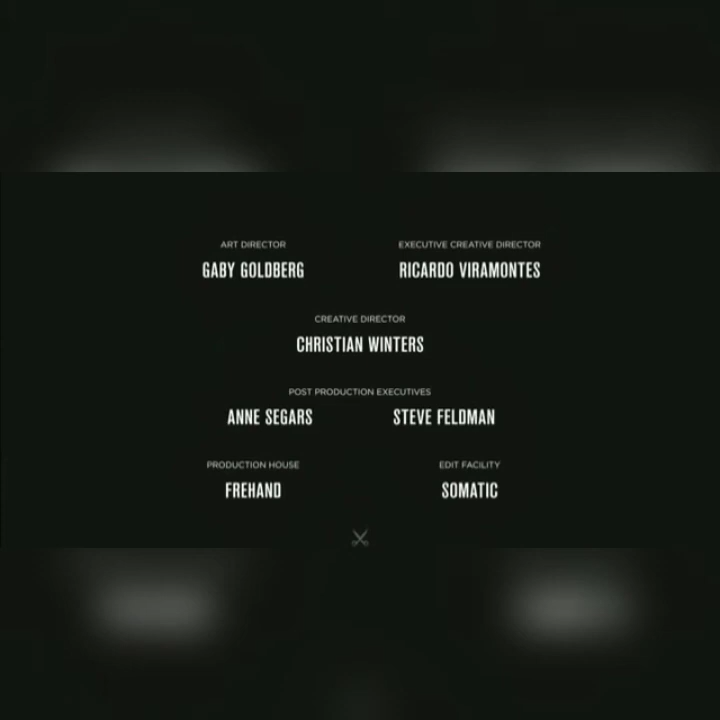 ART DIRECTOR EXECUTIVE CREATIVE DIRECTOR
GABY GOLDBERG RICARDO VIRAMONTES
CREATIVE DIRECTOR
CHRISTIAN WINTERS
POST PRODUCTION EXECUTIVES
ANNE SEGARS STEVE FELDMAN
PRODUCTION HOUSE EDIT FACILITY
FREHAND SOMATIC